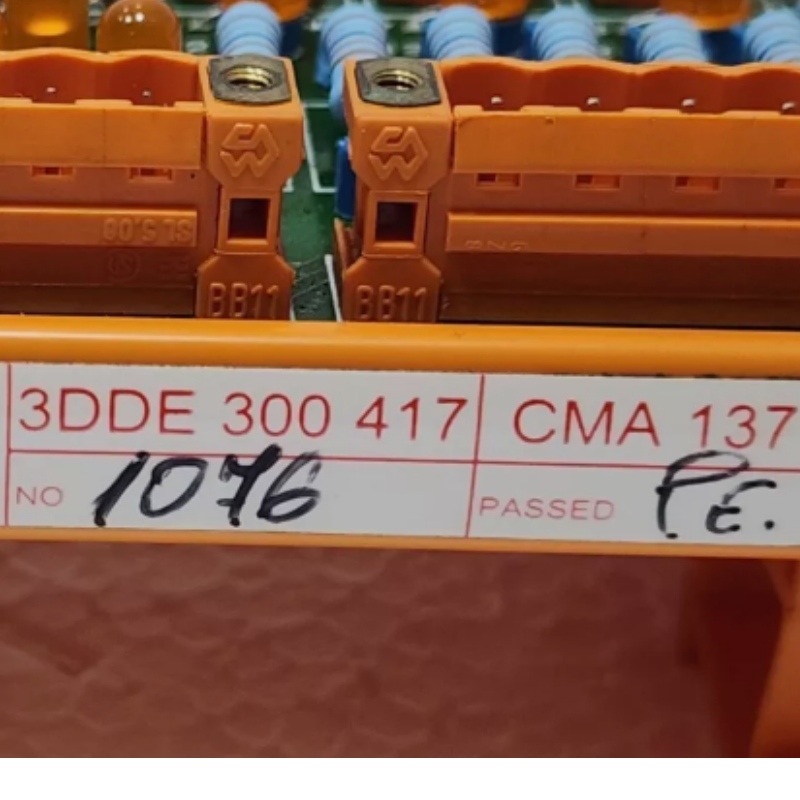 SL 5.08
BB11 BB11
3DDE 300 417 CMA 137
NO 1076 PASSED P.E.